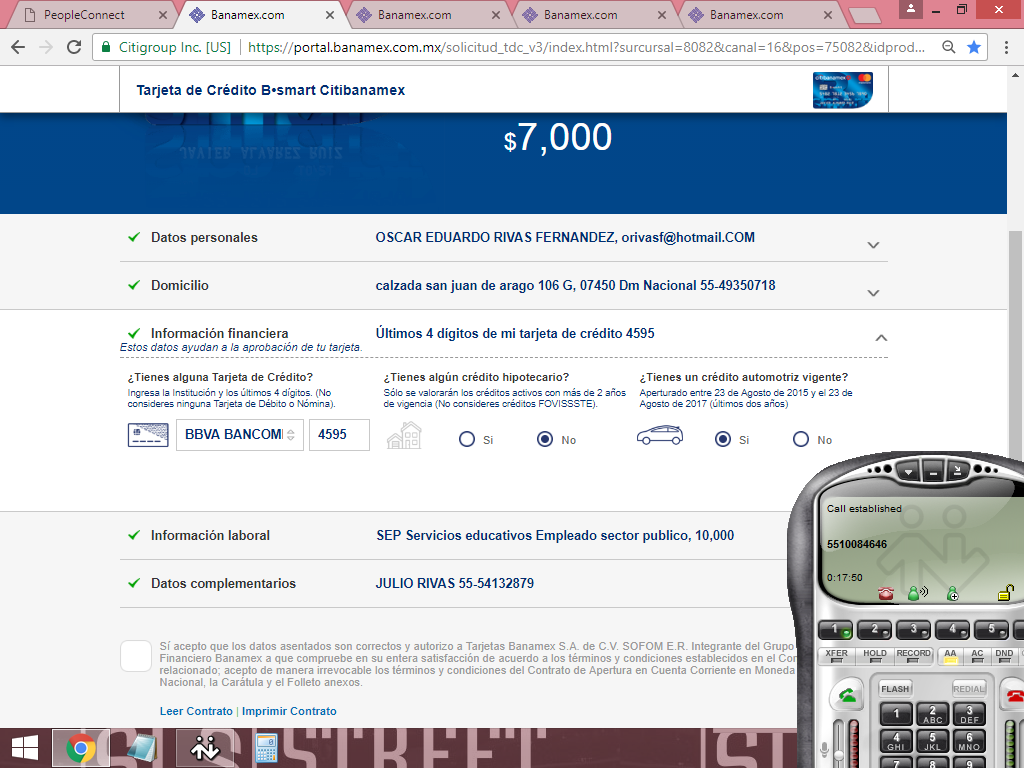 PeopleConnect
Banamex.com
Banamex.com
Banamex.com
Banamex.com
Citigroup Inc. [US]
https://portal.banamex.com.mx/solicitud_tdc_v3/index.html?surcursal=8082&canal=16&pos=75082&idprod...
Tarjeta de Crédito B•smart Citibanamex
citibanamex
JAVIER ALVAREZ RUIZ
$7,000
Datos personales
OSCAR EDUARDO RIVAS FERNANDEZ, orivasf@hotmail.COM
Domicilio
calzada san juan de arago 106 G, 07450 Dm Nacional 55-49350718
Información financiera
Últimos 4 dígitos de mi tarjeta de crédito 4595
Estos datos ayudan a la aprobación de tu tarjeta.
¿Tienes alguna Tarjeta de Crédito?
Ingresa la Institución y los últimos 4 dígitos. (No
consideres ninguna Tarjeta de Débito o Nómina).
BBVA BANCOM
4595
¿Tienes algún crédito hipotecario?
Sólo se valorarán los créditos activos con más de 2 años
de vigencia (No consideres créditos FOVISSSTE).
Si
No
¿Tienes un crédito automotriz vigente?
Aperturado entre 23 de Agosto de 2015 y el 23 de
Agosto de 2017 (últimos dos años)
Si
No
Información laboral
SEP Servicios educativos Empleado sector publico, 10,000
Datos complementarios
JULIO RIVAS 55-54132879
Sí acepto que los datos asentados son correctos y autorizo a Tarjetas Banamex S.A. de C.V. SOFOM E.R. Integrante del Grupo
Financiero Banamex a que compruebe en su entera satisfacción de acuerdo a los términos y condiciones establecidos en el Con
relacionado; acepto de manera irrevocable los términos y condiciones del Contrato de Apertura en Cuenta Corriente en Moneda
Nacional, la Carátula y el Folleto anexos.
Leer Contrato | Imprimir Contrato
Call established
5510084646
0:17:50
1 2 3 4 5
XFER HOLD RECORD AA AC DND
FLASH REDIAL
1 2 ABC 3 DEF
4 GHI 5 JKL 6 MNO
7 8 9
STREET